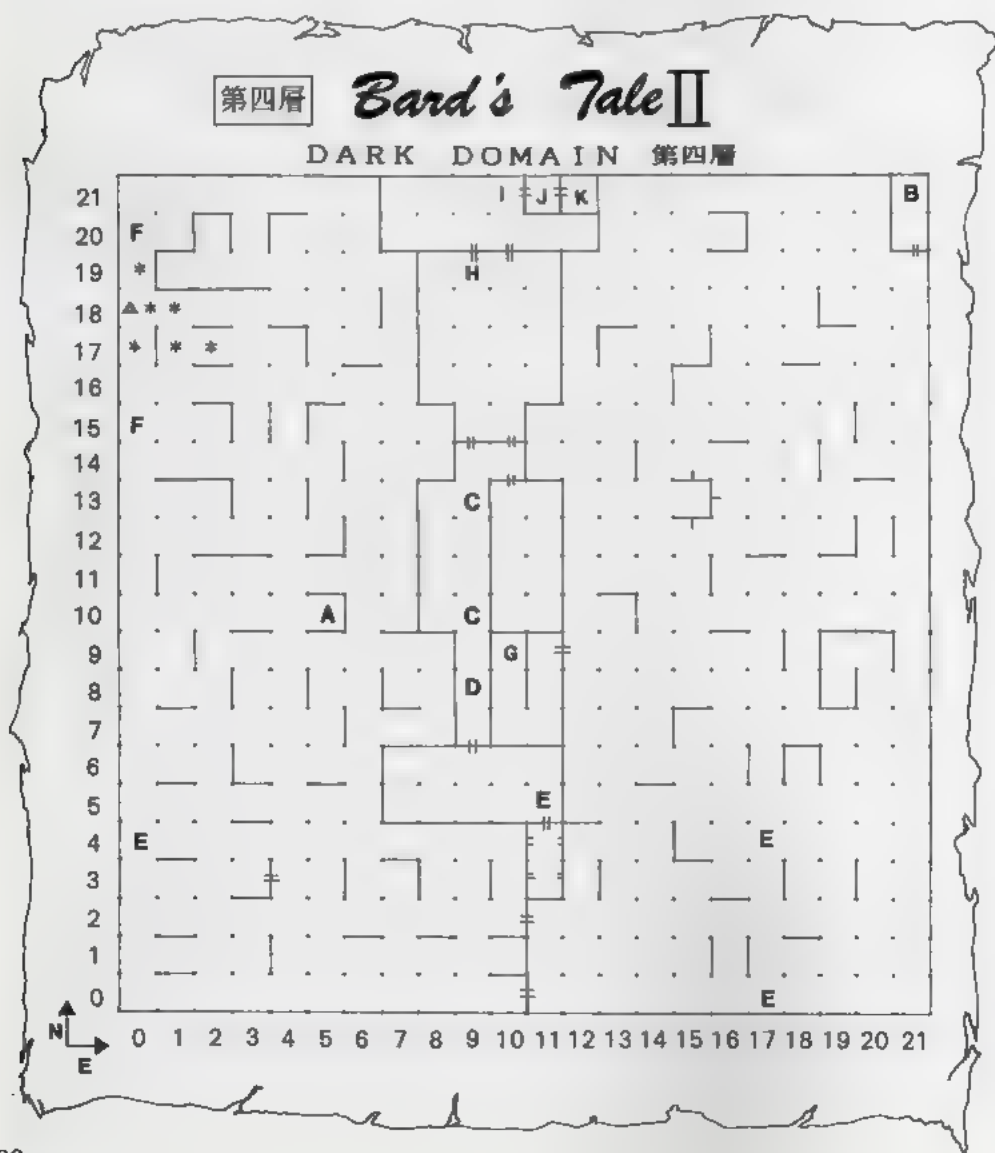 第四層 Bard's Tale II
DARK DOMAIN 第四層
21 I J K B
20 F
19 * H
18 △ * *
17 * * *
16
15 F
14
13 C
12
11
10 A C
9 G
8 D
7
6
5 E
4 E E
3
2
1
0 E
N
E
0 1 2 3 4 5 6 7 8 9 10 11 12 13 14 15 16 17 18 19 20 21